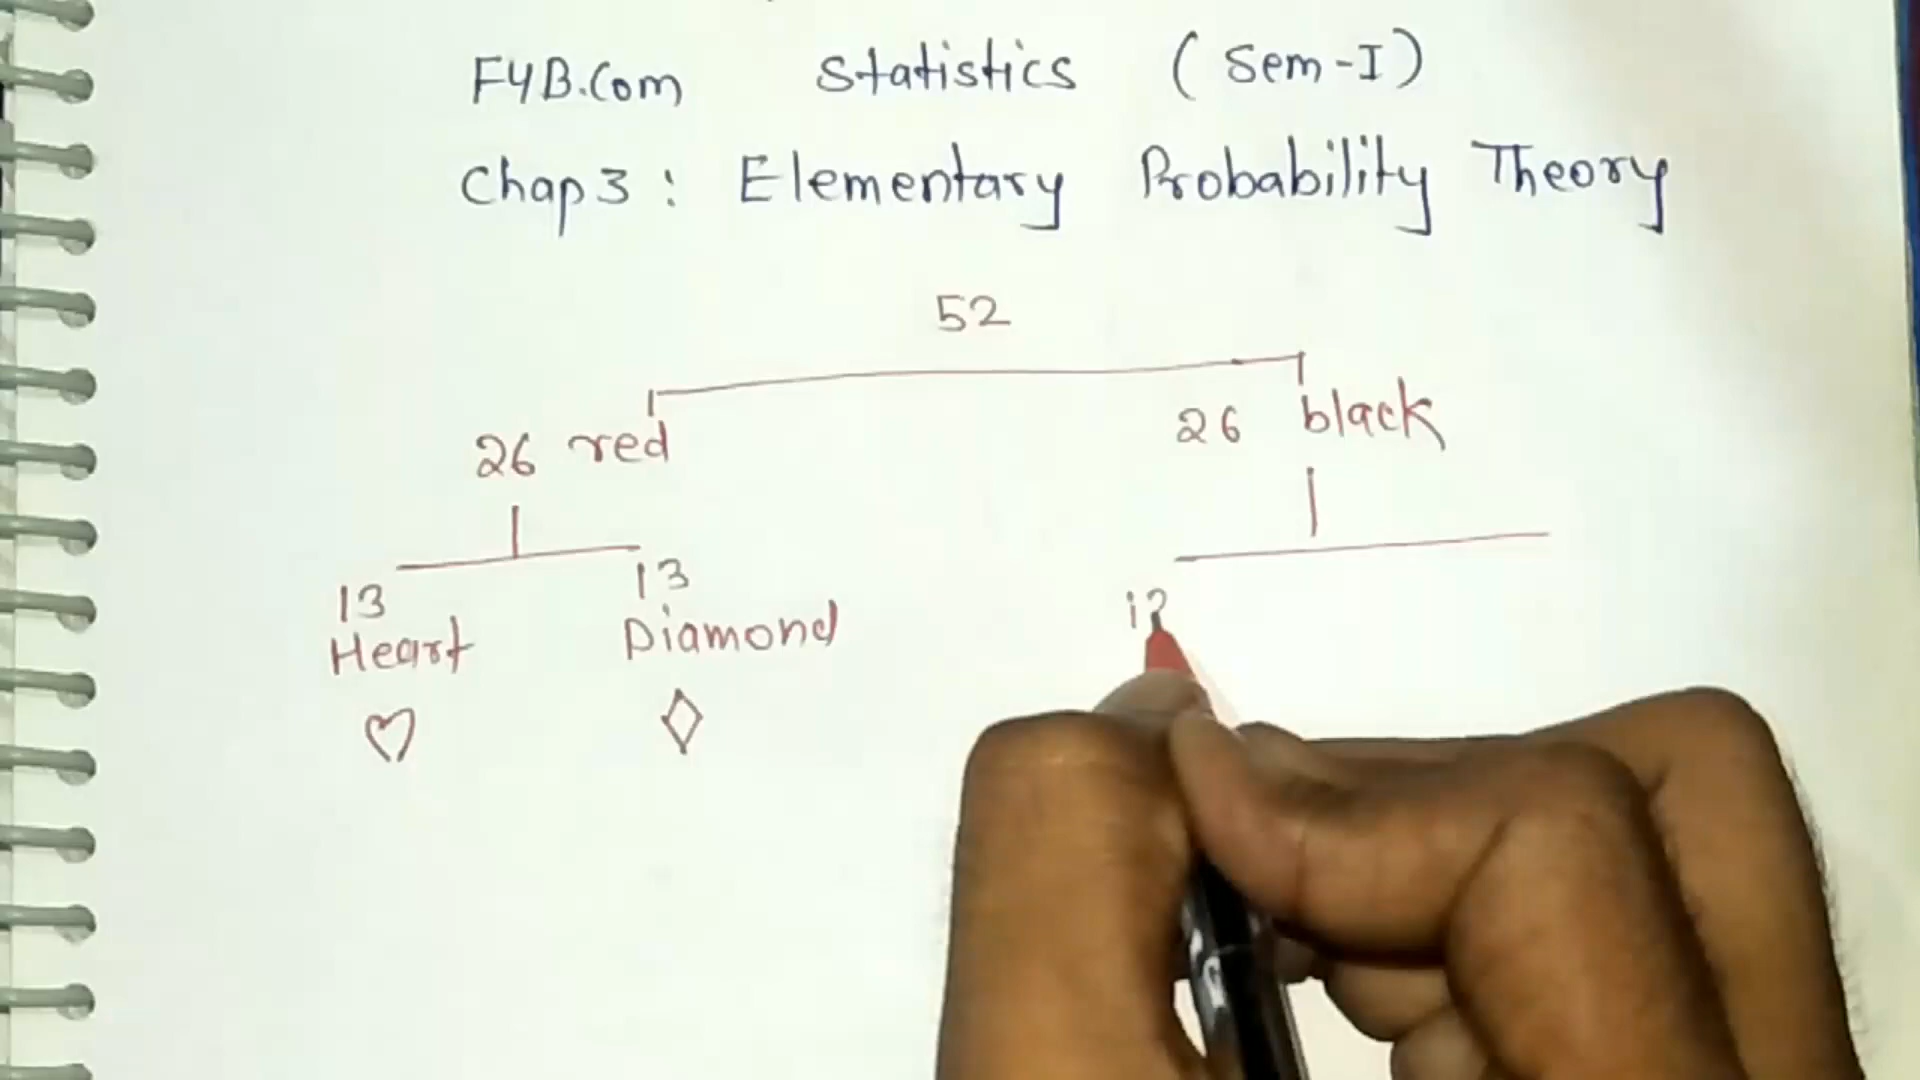 FYB.Com Statistics (Sem-I)
Chap 3 : Elementary Probability Theory
52
26 red 26 black
13 13
Heart Diamond